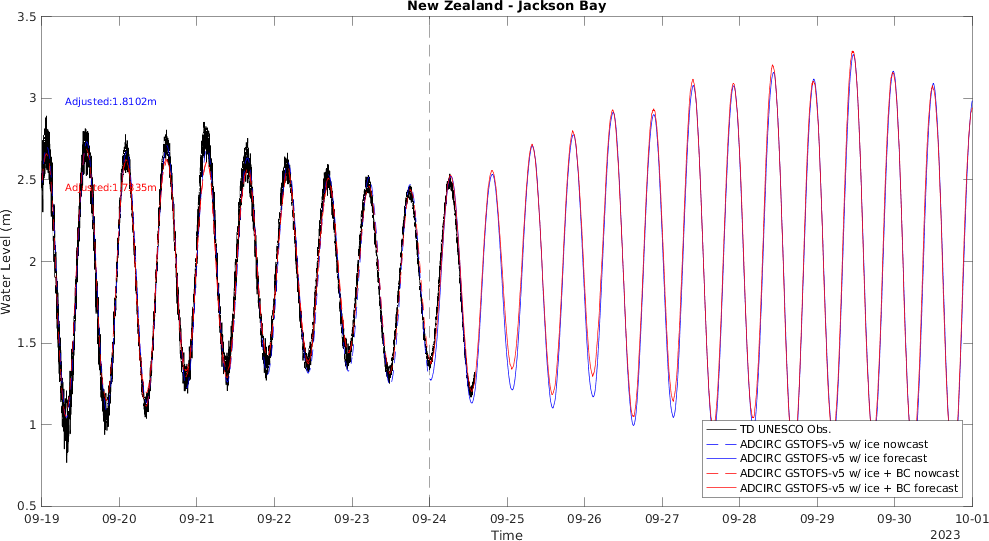 New Zealand - Jackson Bay
3.5
3
2.5
2
1.5
1
0.5
Water Level (m)
Adjusted:1.8102m
Adjusted:1.7435m
TD UNESCO Obs.
ADCIRC GSTOFS-v5 w/ ice nowcast
ADCIRC GSTOFS-v5 w/ ice forecast
ADCIRC GSTOFS-v5 w/ ice + BC nowcast
ADCIRC GSTOFS-v5 w/ ice + BC forecast
09-19 09-20 09-21 09-22 09-23 09-24 09-25 09-26 09-27 09-28 09-29 09-30 10-01
Time
2023